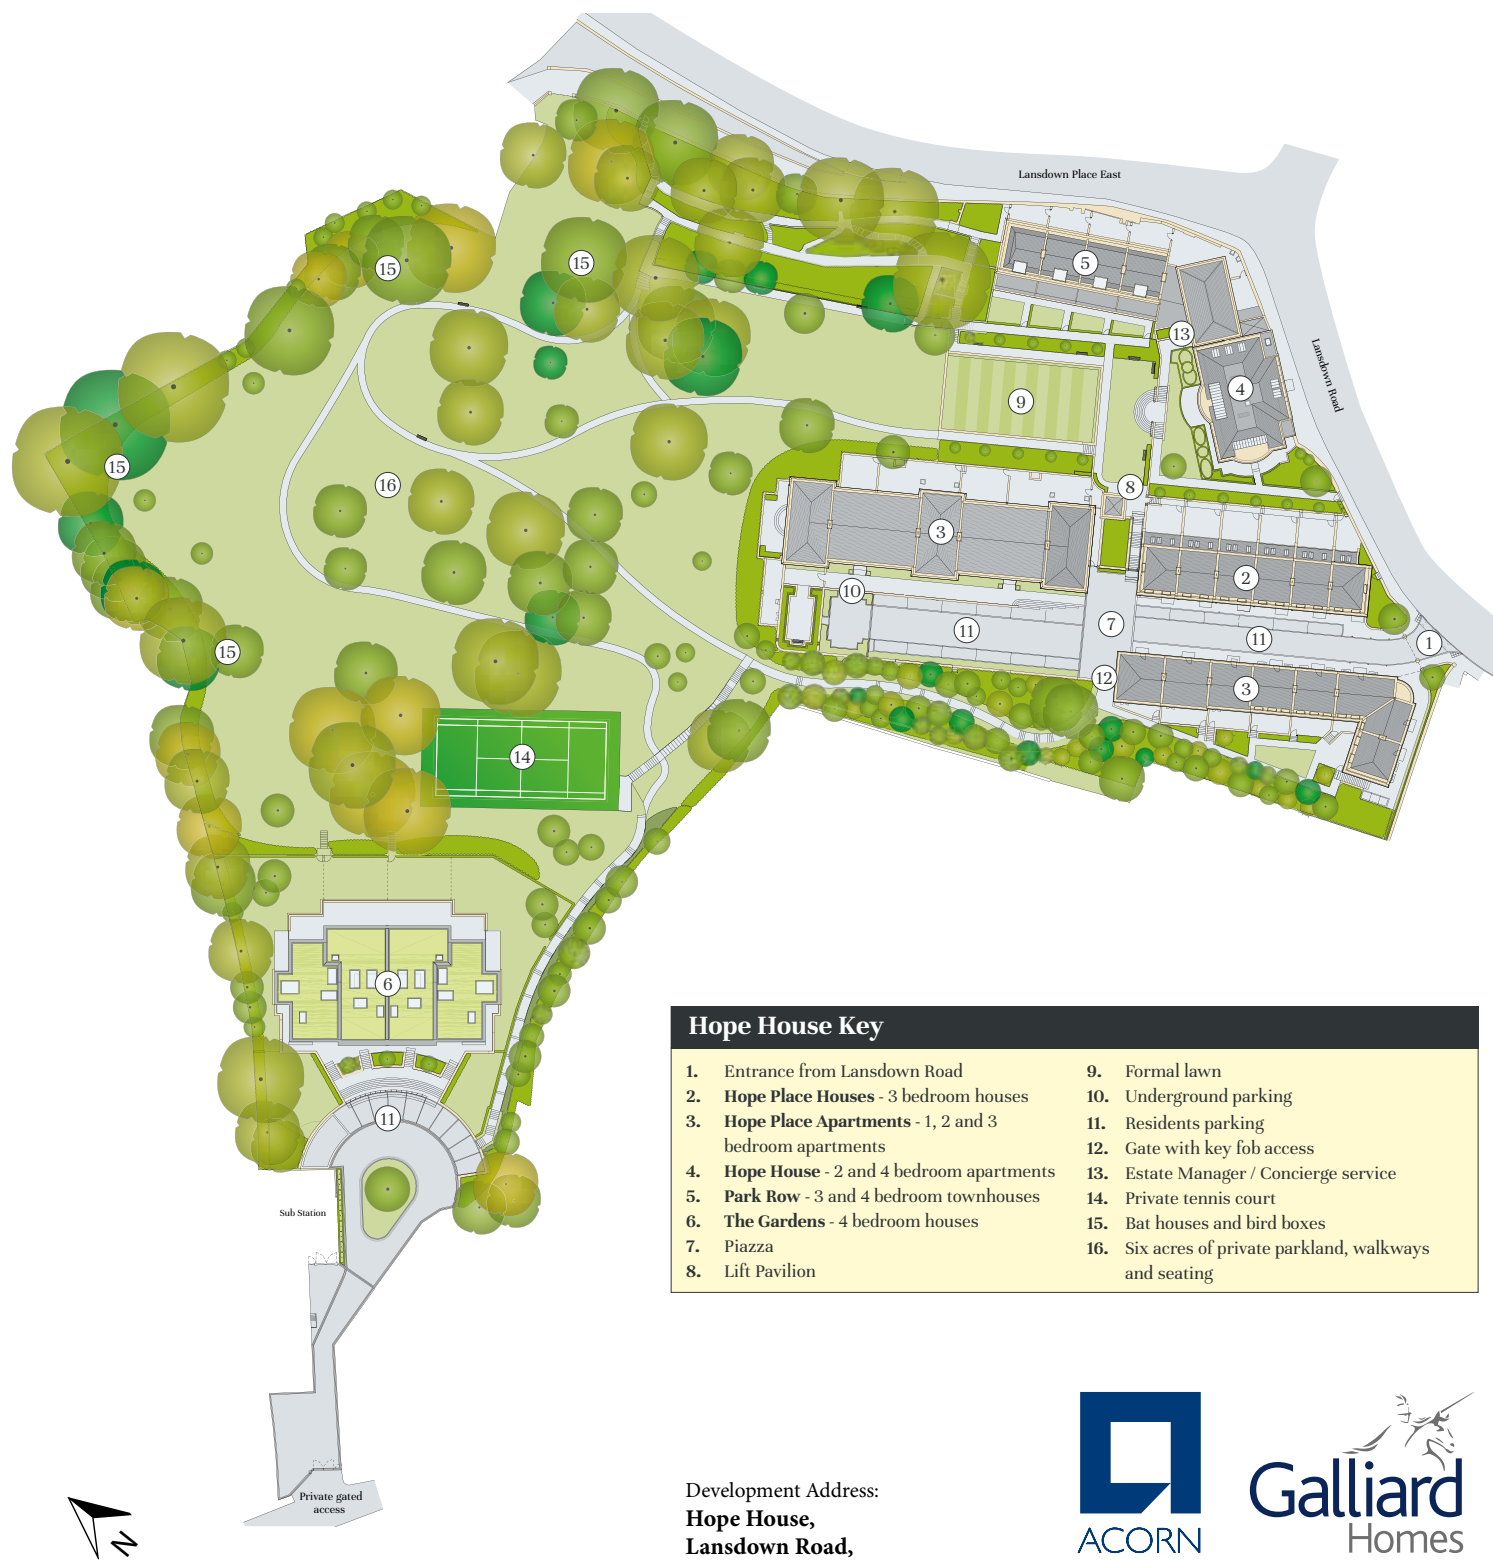 Lansdown Place East
5
15
15
13
Lansdown Road
4
9
15
16
8
3
2
10
7
11
11
1
15
12
3
14
6
11
Sub Station
Private gated
access
N
Hope House Key
1. Entrance from Lansdown Road
2. Hope Place Houses - 3 bedroom houses
3. Hope Place Apartments - 1, 2 and 3
bedroom apartments
4. Hope House - 2 and 4 bedroom apartments
5. Park Row - 3 and 4 bedroom townhouses
6. The Gardens - 4 bedroom houses
7. Piazza
8. Lift Pavilion
9. Formal lawn
10. Underground parking
11. Residents parking
12. Gate with key fob access
13. Estate Manager / Concierge service
14. Private tennis court
15. Bat houses and bird boxes
16. Six acres of private parkland, walkways
and seating
Development Address:
Hope House,
Lansdown Road,
ACORN
Galliard
Homes